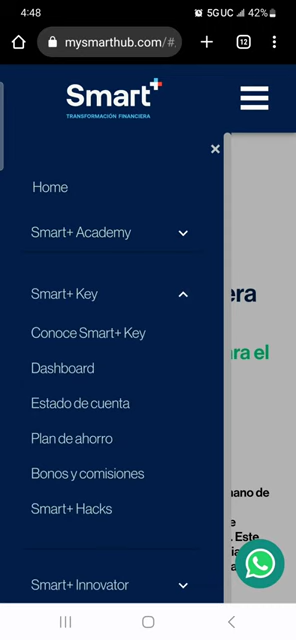 4:48
5G UC
42%
mysmarthub.com/#.
12
Smart+
TRANSFORMACIÓN FINANCIERA
×
Home
Smart+ Academy
Smart+ Key
era
Conoce Smart+ Key
ara el
Dashboard
Estado de cuenta
Plan de ahorro
Bonos y comisiones
nano de
Smart+ Hacks
e
. Este
Smart+ Innovator